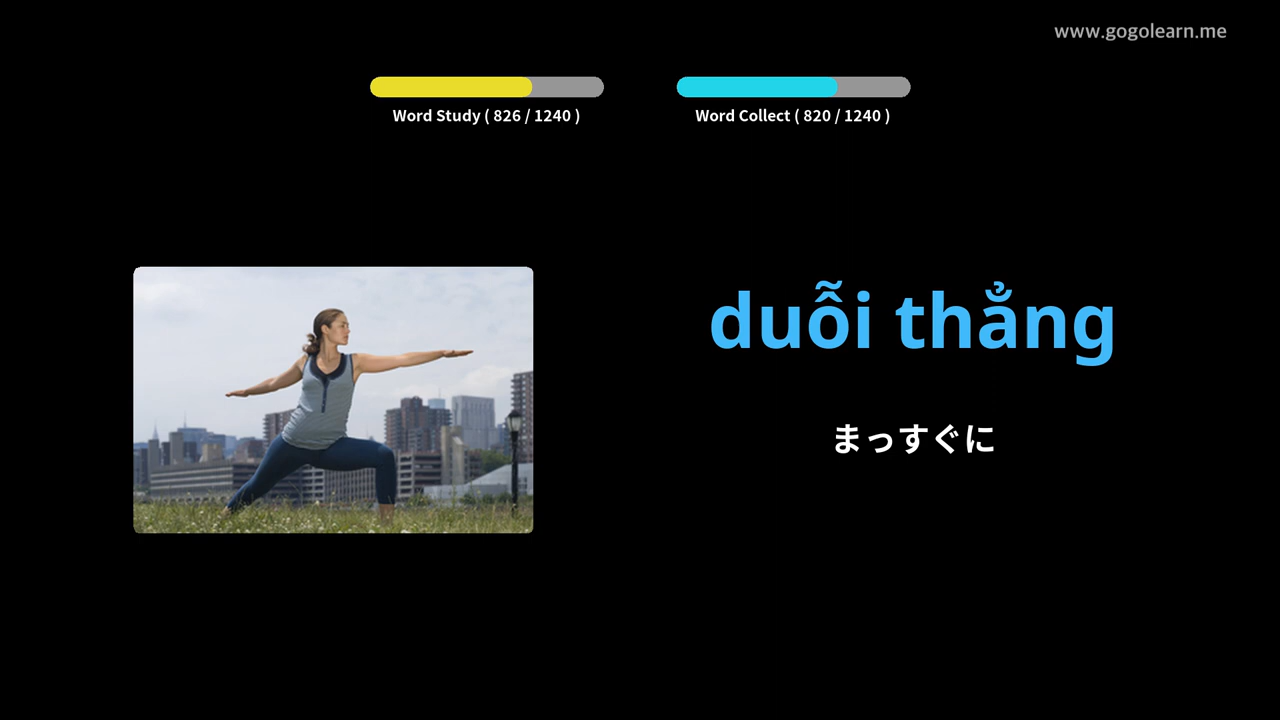 www.gogolearn.me
Word Study ( 826 / 1240 )
Word Collect ( 820 / 1240 )
duỗi thẳng
まっすぐに